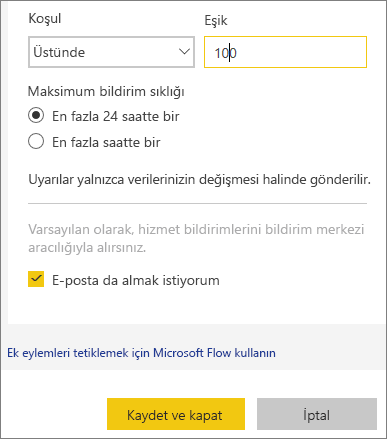 Koşul Eşik
Üstünde 100
Maksimum bildirim sıklığı
En fazla 24 saatte bir
En fazla saatte bir
Uyarılar yalnızca verilerinizin değişmesi halinde gönderilir.
Varsayılan olarak, hizmet bildirimlerini bildirim merkezi
aracılığıyla alırsınız.
E-posta da almak istiyorum
Ek eylemleri tetiklemek için Microsoft Flow kullanın
Kaydet ve kapat İptal